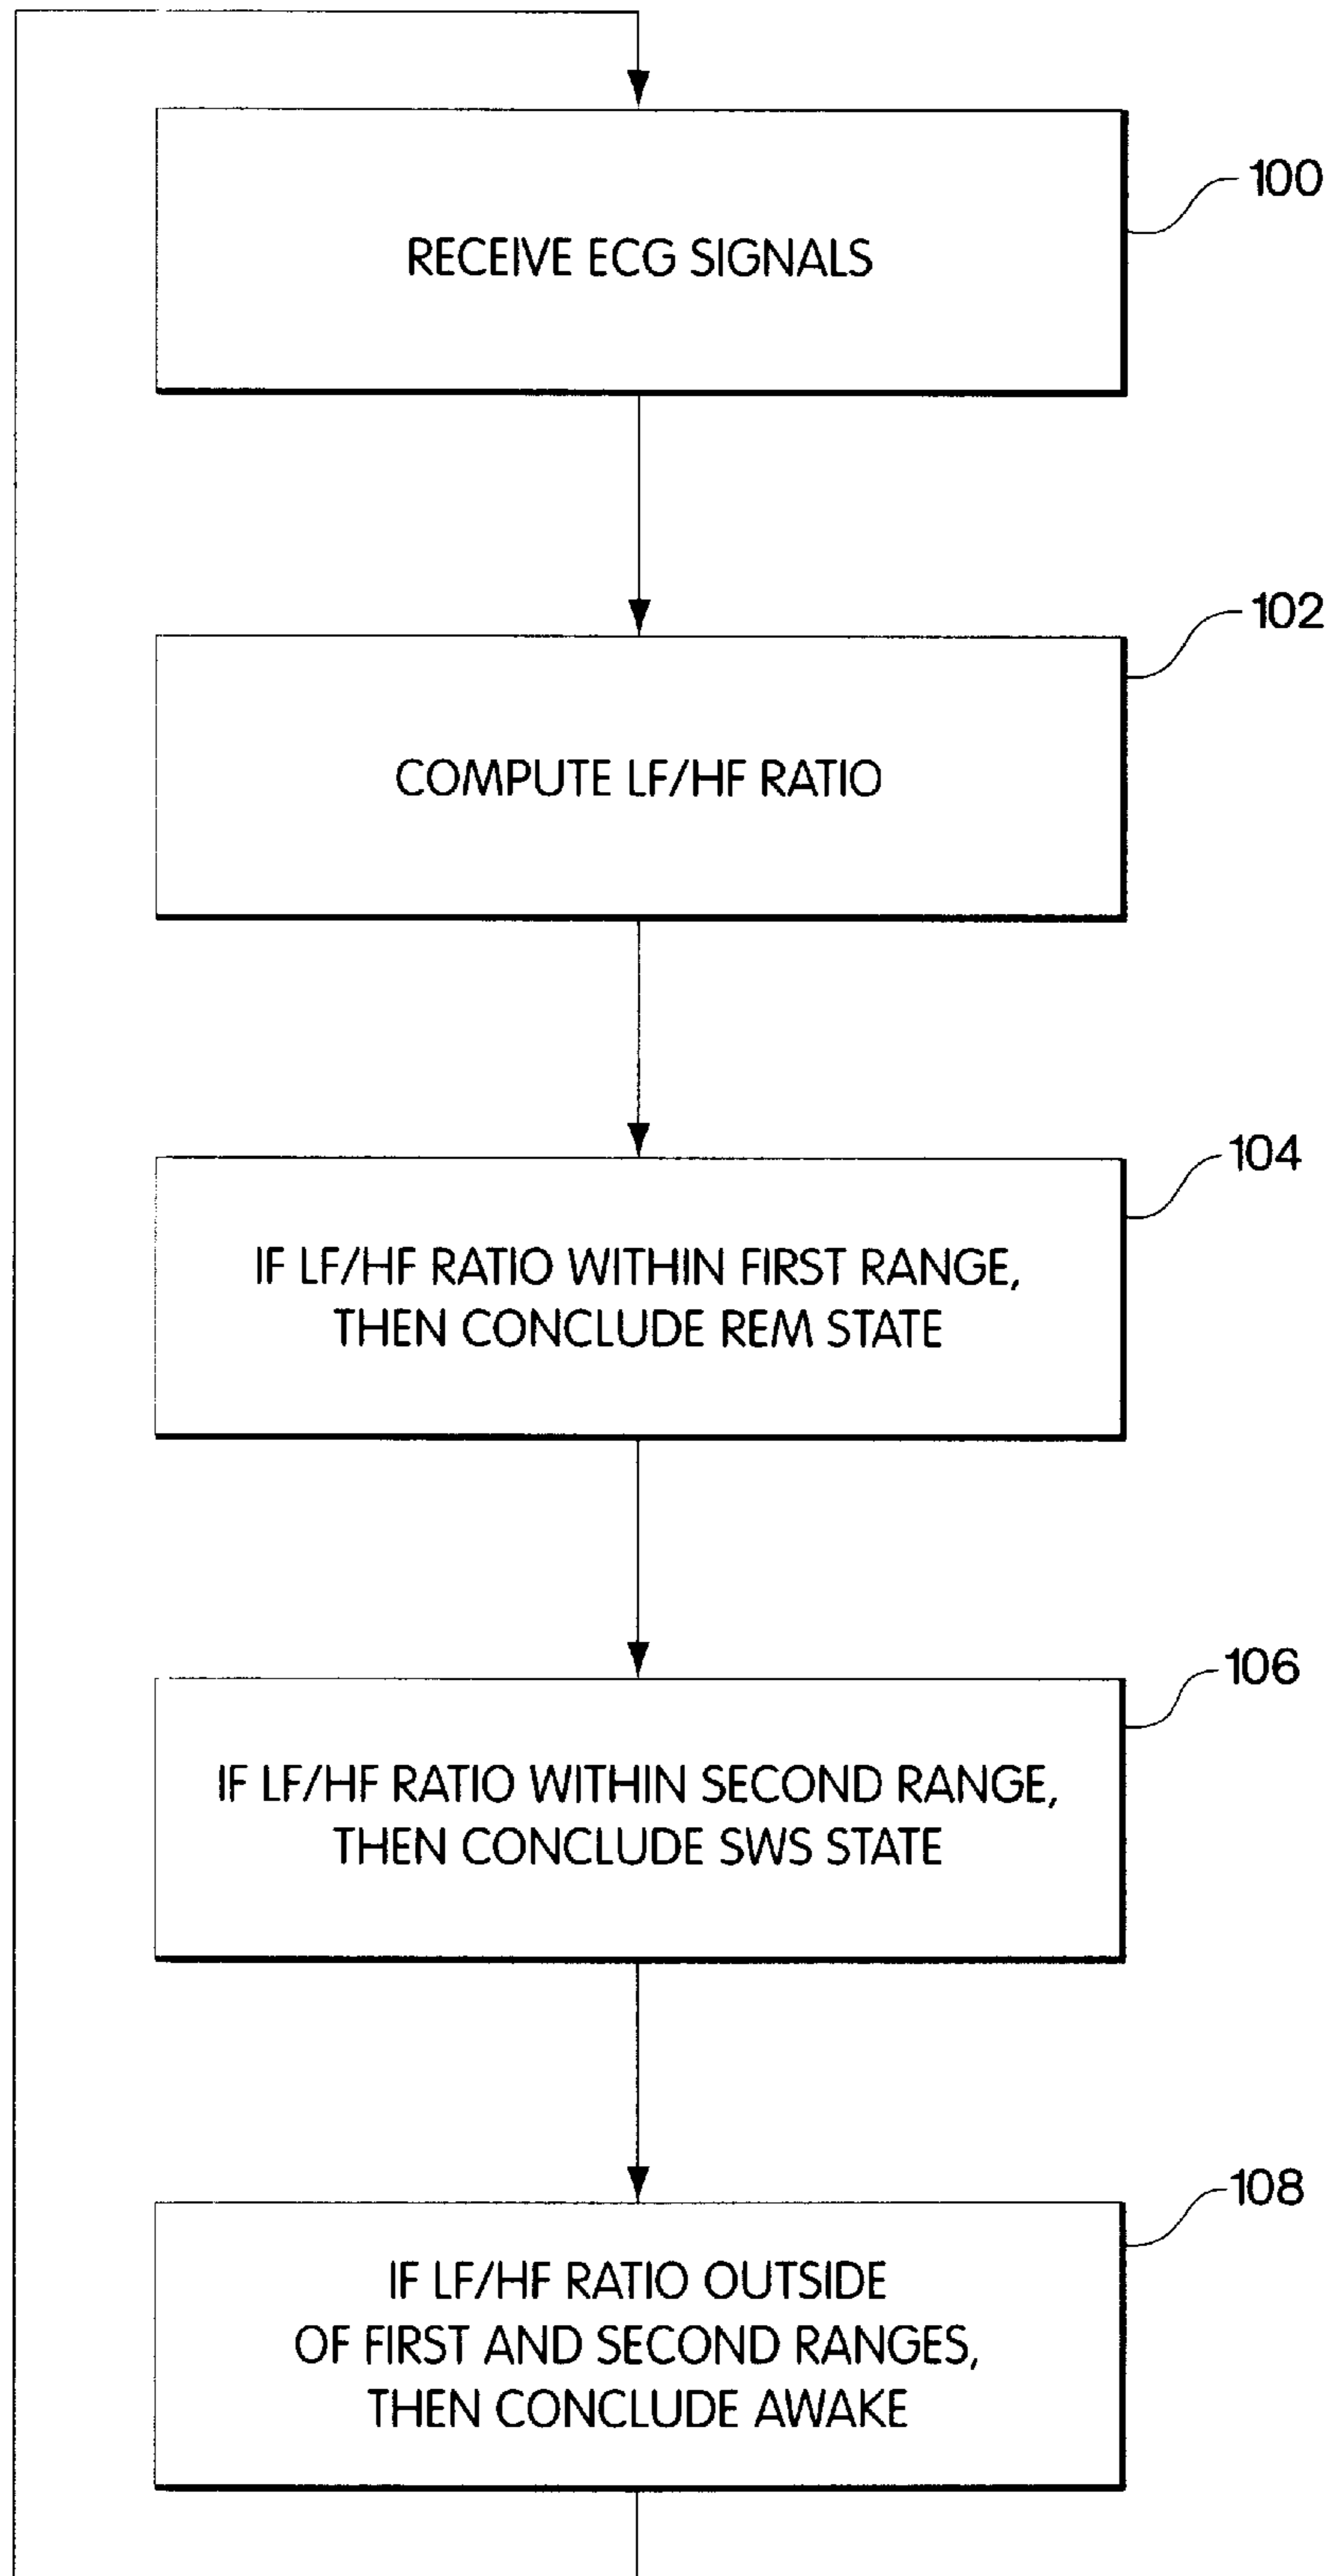 RECEIVE ECG SIGNALS
100
COMPUTE LF/HF RATIO
102
IF LF/HF RATIO WITHIN FIRST RANGE,
THEN CONCLUDE REM STATE
104
IF LF/HF RATIO WITHIN SECOND RANGE,
THEN CONCLUDE SWS STATE
106
IF LF/HF RATIO OUTSIDE
OF FIRST AND SECOND RANGES,
THEN CONCLUDE AWAKE
108